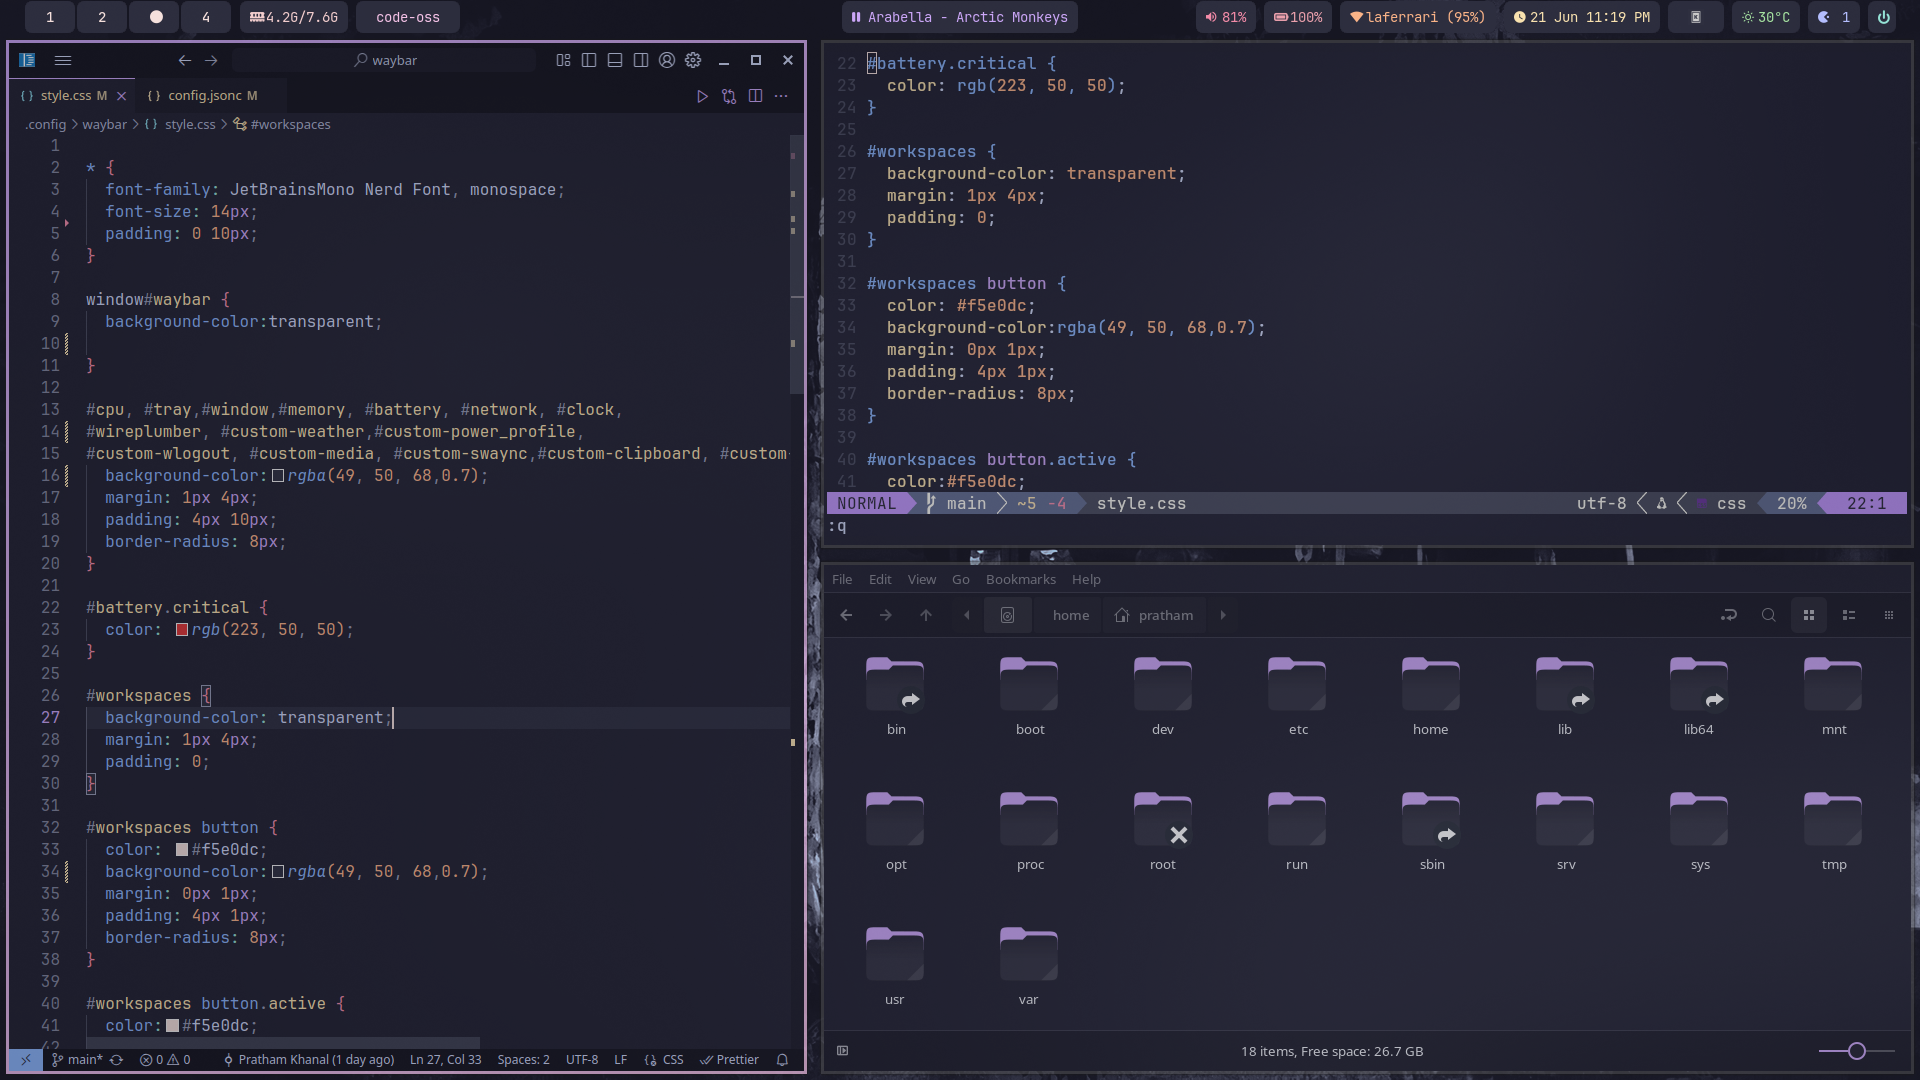 1 2 4 4.2G/7.6G code-oss Arabella - Arctic Monkeys 81% 100% laferrari (95%) 21 Jun 11:19 PM 30°C 1
waybar
style.css M config.jsonc M
.config waybar style.css #workspaces
1
2 * {
3 font-family: JetBrainsMono Nerd Font, monospace;
4 font-size: 14px;
5 padding: 0 10px;
6 }
7
8 window#waybar {
9 background-color:transparent;
10
11 }
12
13 #cpu, #tray,#window,#memory, #battery, #network, #clock,
14 #wireplumber, #custom-weather,#custom-power_profile,
15 #custom-wlogout, #custom-media, #custom-swaync,#custom-clipboard, #custom-
16 background-color:rgba(49, 50, 68,0.7);
17 margin: 1px 4px;
18 padding: 4px 10px;
19 border-radius: 8px;
20 }
21
22 #battery.critical {
23 color: rgb(223, 50, 50);
24 }
25
26 #workspaces {
27 background-color: transparent;
28 margin: 1px 4px;
29 padding: 0;
30 }
31
32 #workspaces button {
33 color: #f5e0dc;
34 background-color:rgba(49, 50, 68,0.7);
35 margin: 0px 1px;
36 padding: 4px 1px;
37 border-radius: 8px;
38 }
39
40 #workspaces button.active {
41 color:#f5e0dc;
42
main* 0 0 Pratham Khanal (1 day ago) Ln 27, Col 33 Spaces: 2 UTF-8 LF CSS Prettier
22 #battery.critical {
23 color: rgb(223, 50, 50);
24 }
25
26 #workspaces {
27 background-color: transparent;
28 margin: 1px 4px;
29 padding: 0;
30 }
31
32 #workspaces button {
33 color: #f5e0dc;
34 background-color:rgba(49, 50, 68,0.7);
35 margin: 0px 1px;
36 padding: 4px 1px;
37 border-radius: 8px;
38 }
39
40 #workspaces button.active {
41 color:#f5e0dc;
NORMAL main ~5 -4 style.css utf-8 css 20% 22:1
:q
File Edit View Go Bookmarks Help
home pratham
bin boot dev etc home lib lib64 mnt
opt proc root run sbin srv sys tmp
usr var
18 items, Free space: 26.7 GB